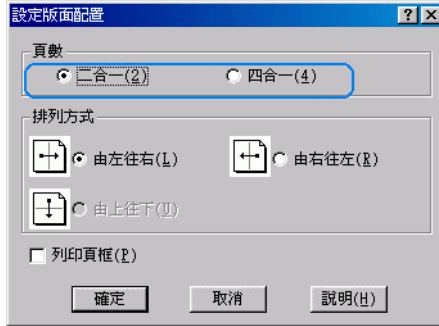 設定版面配置
頁數
二合一(2) 四合一(4)
排列方式
由左往右(L) 由右往左(R)
由上往下(U)
列印頁框(P)
確定 取消 說明(H)